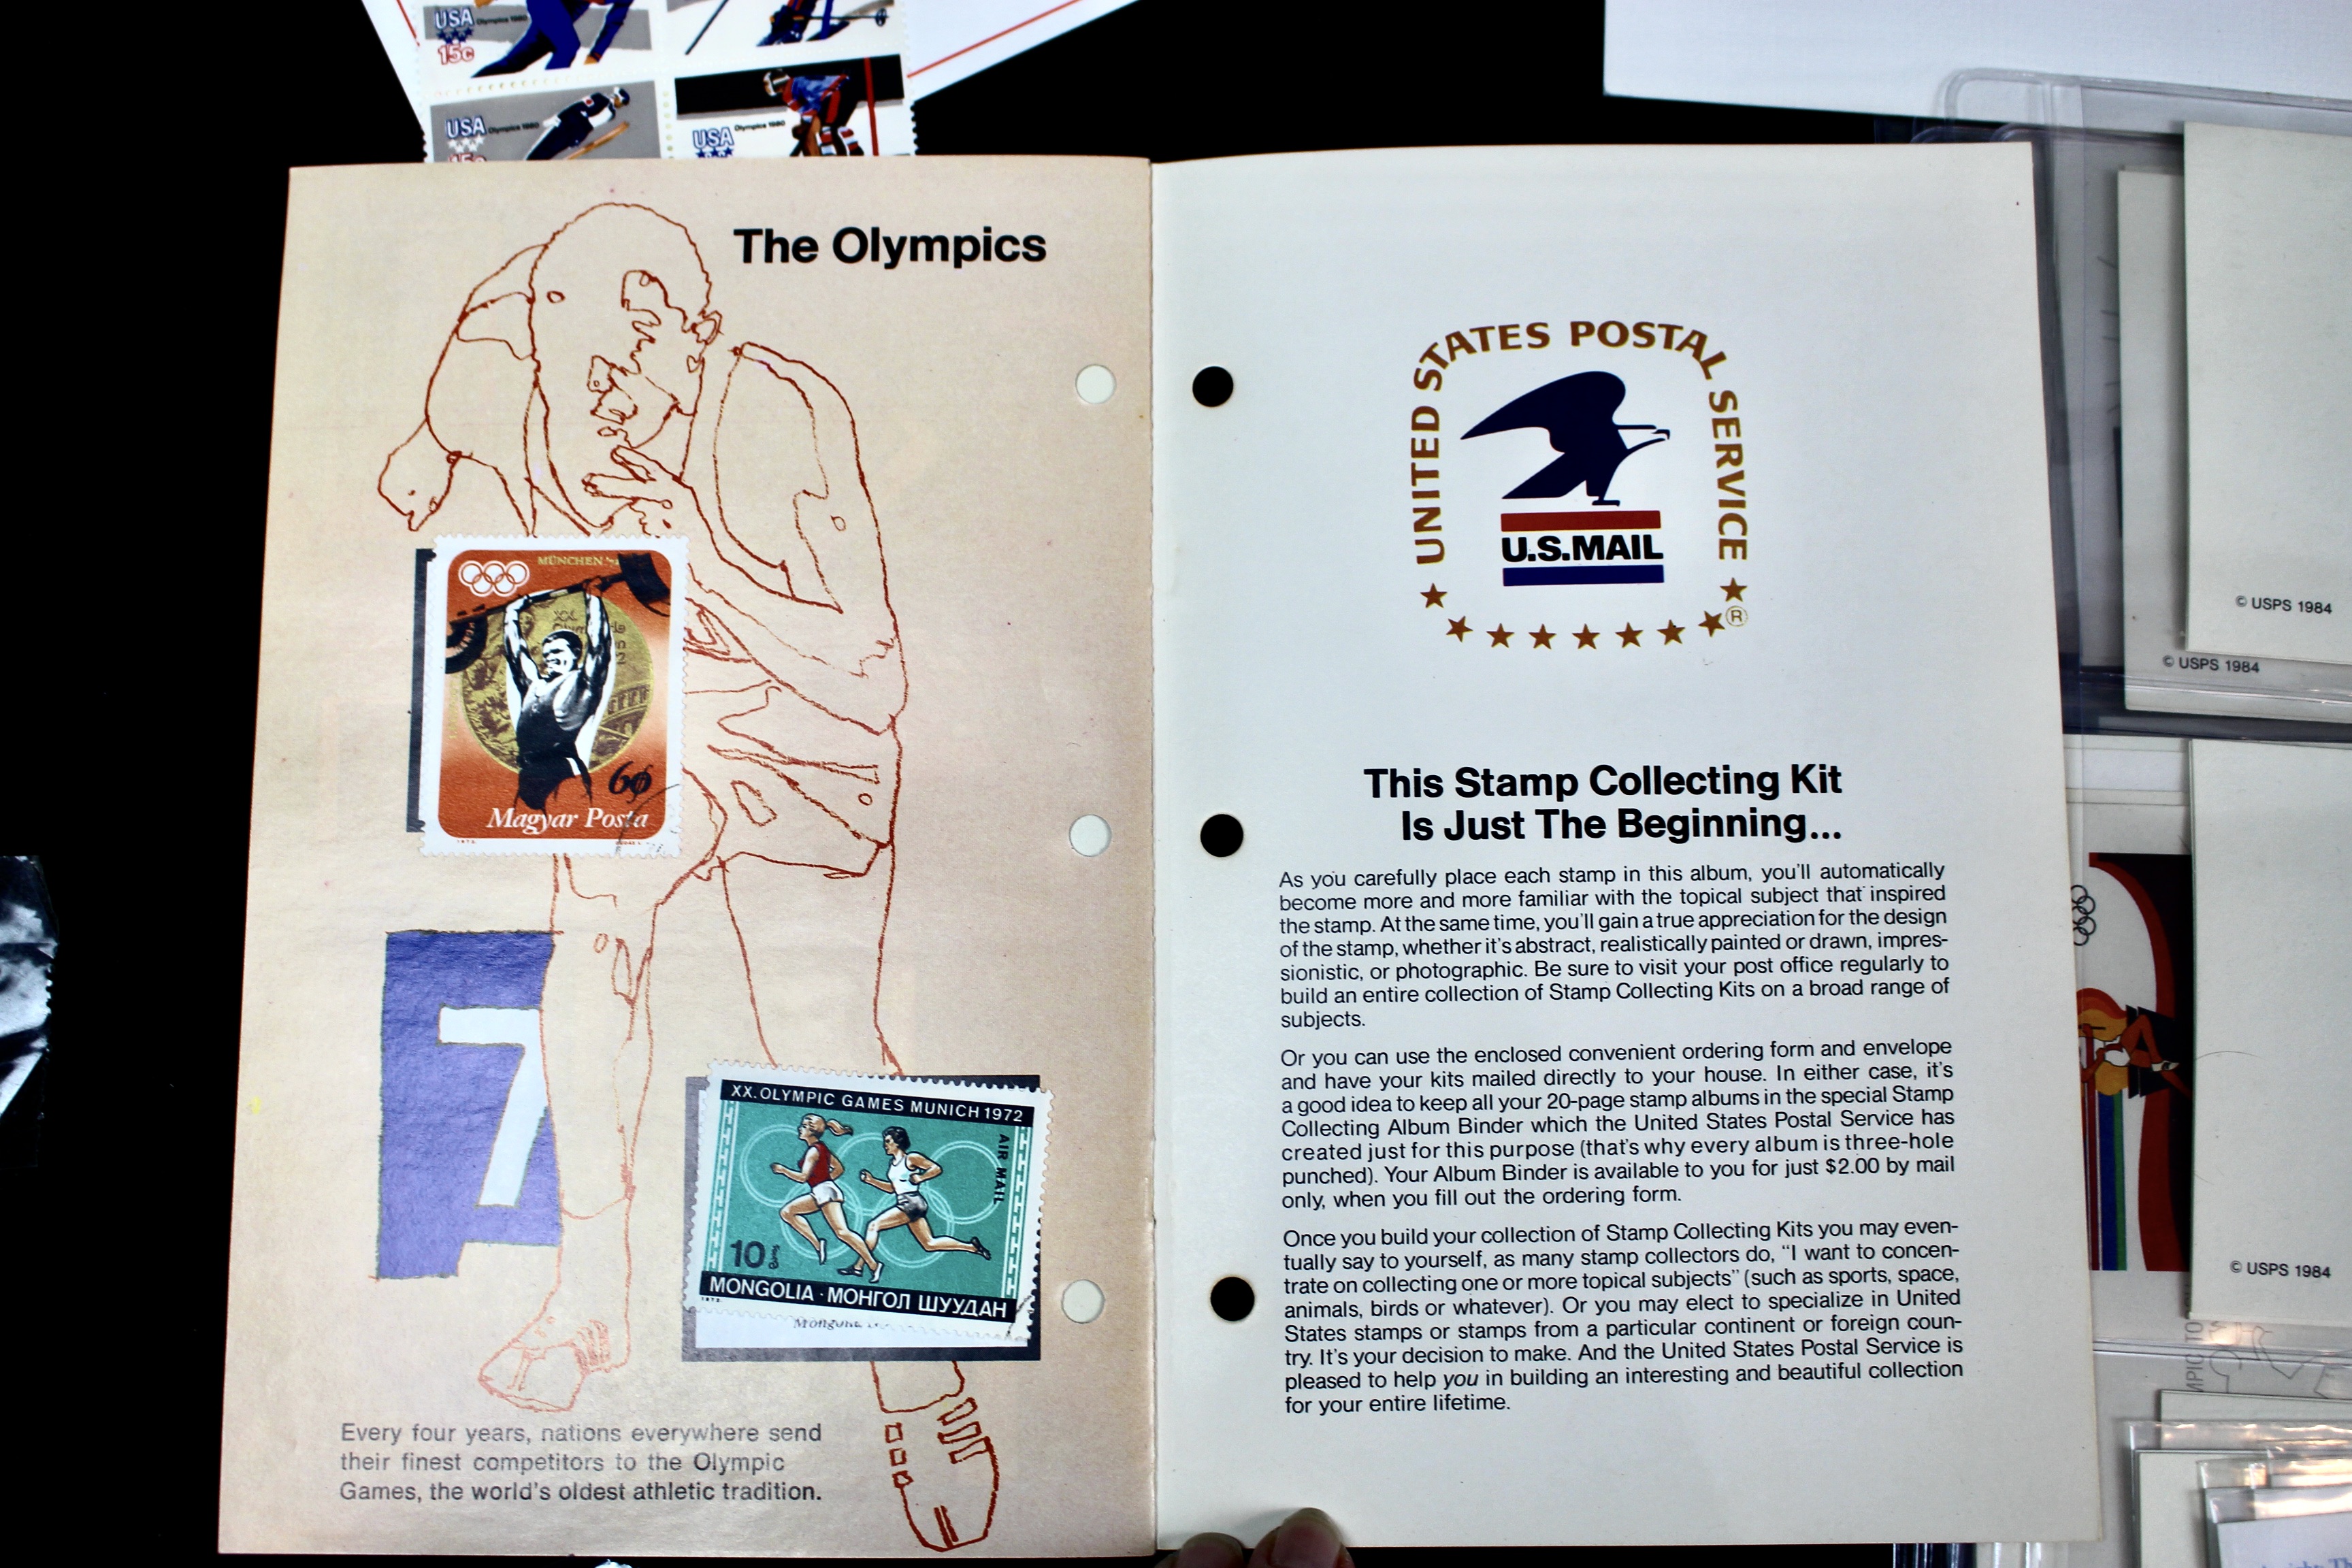 USA Olympics 1980
15c
USA Olympics 1980
15c
USA Olympics 1980
The Olympics
MÜNCHEN '72
XX.
60
Magyar Posta
1972
7
XX. OLYMPIC GAMES MUNICH 1972
AIR MAIL
10
MONGOLIA · МОНГОЛ ШУУДАН
1972
Every four years, nations everywhere send
their finest competitors to the Olympic
Games, the world's oldest athletic tradition.
UNITED STATES POSTAL SERVICE
®
U.S.MAIL
This Stamp Collecting Kit
Is Just The Beginning...
As you carefully place each stamp in this album, you'll automatically
become more and more familiar with the topical subject that inspired
the stamp. At the same time, you'll gain a true appreciation for the design
of the stamp, whether it's abstract, realistically painted or drawn, impres-
sionistic, or photographic. Be sure to visit your post office regularly to
build an entire collection of Stamp Collecting Kits on a broad range of
subjects.
Or you can use the enclosed convenient ordering form and envelope
and have your kits mailed directly to your house. In either case, it's
a good idea to keep all your 20-page stamp albums in the special Stamp
Collecting Album Binder which the United States Postal Service has
created just for this purpose (that's why every album is three-hole
punched). Your Album Binder is available to you for just $2.00 by mail
only, when you fill out the ordering form.
Once you build your collection of Stamp Collecting Kits you may even-
tually say to yourself, as many stamp collectors do, "I want to concen-
trate on collecting one or more topical subjects" (such as sports, space,
animals, birds or whatever). Or you may elect to specialize in United
States stamps or stamps from a particular continent or foreign coun-
try. It's your decision to make. And the United States Postal Service is
pleased to help you in building an interesting and beautiful collection
for your entire lifetime.
© USPS 1984
© USPS 1984
© USPS 1984